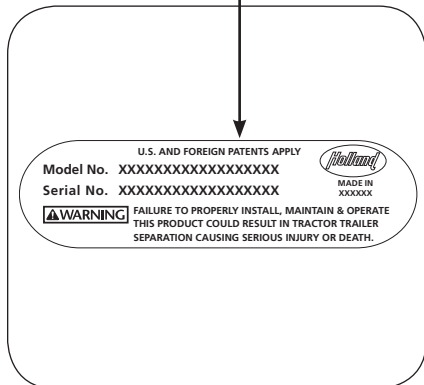 U.S. AND FOREIGN PATENTS APPLY
Holland
Model No. XXXXXXXXXXXXXXXXXX
Serial No. XXXXXXXXXXXXXXXXXX
MADE IN
XXXXXX
WARNING
FAILURE TO PROPERLY INSTALL, MAINTAIN & OPERATE
THIS PRODUCT COULD RESULT IN TRACTOR TRAILER
SEPARATION CAUSING SERIOUS INJURY OR DEATH.